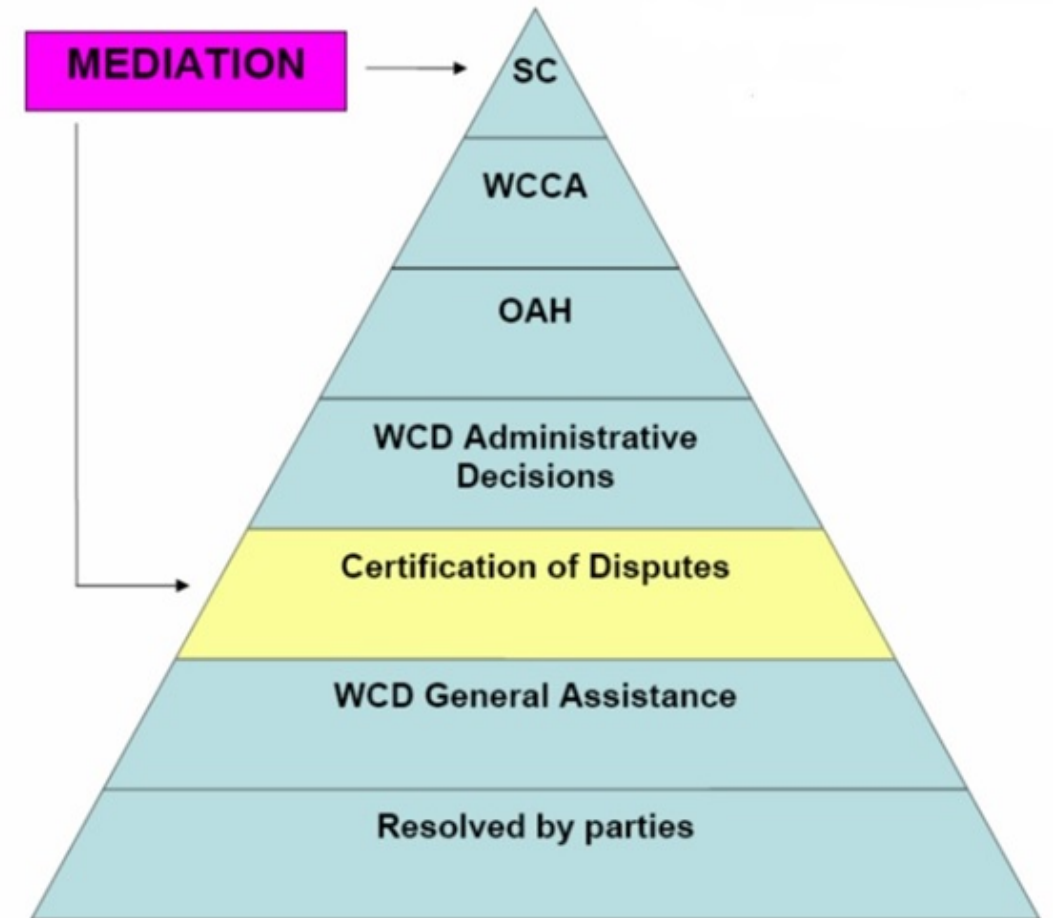 MEDIATION
SC
WCCA
OAH
WCD Administrative
Decisions
Certification of Disputes
WCD General Assistance
Resolved by parties